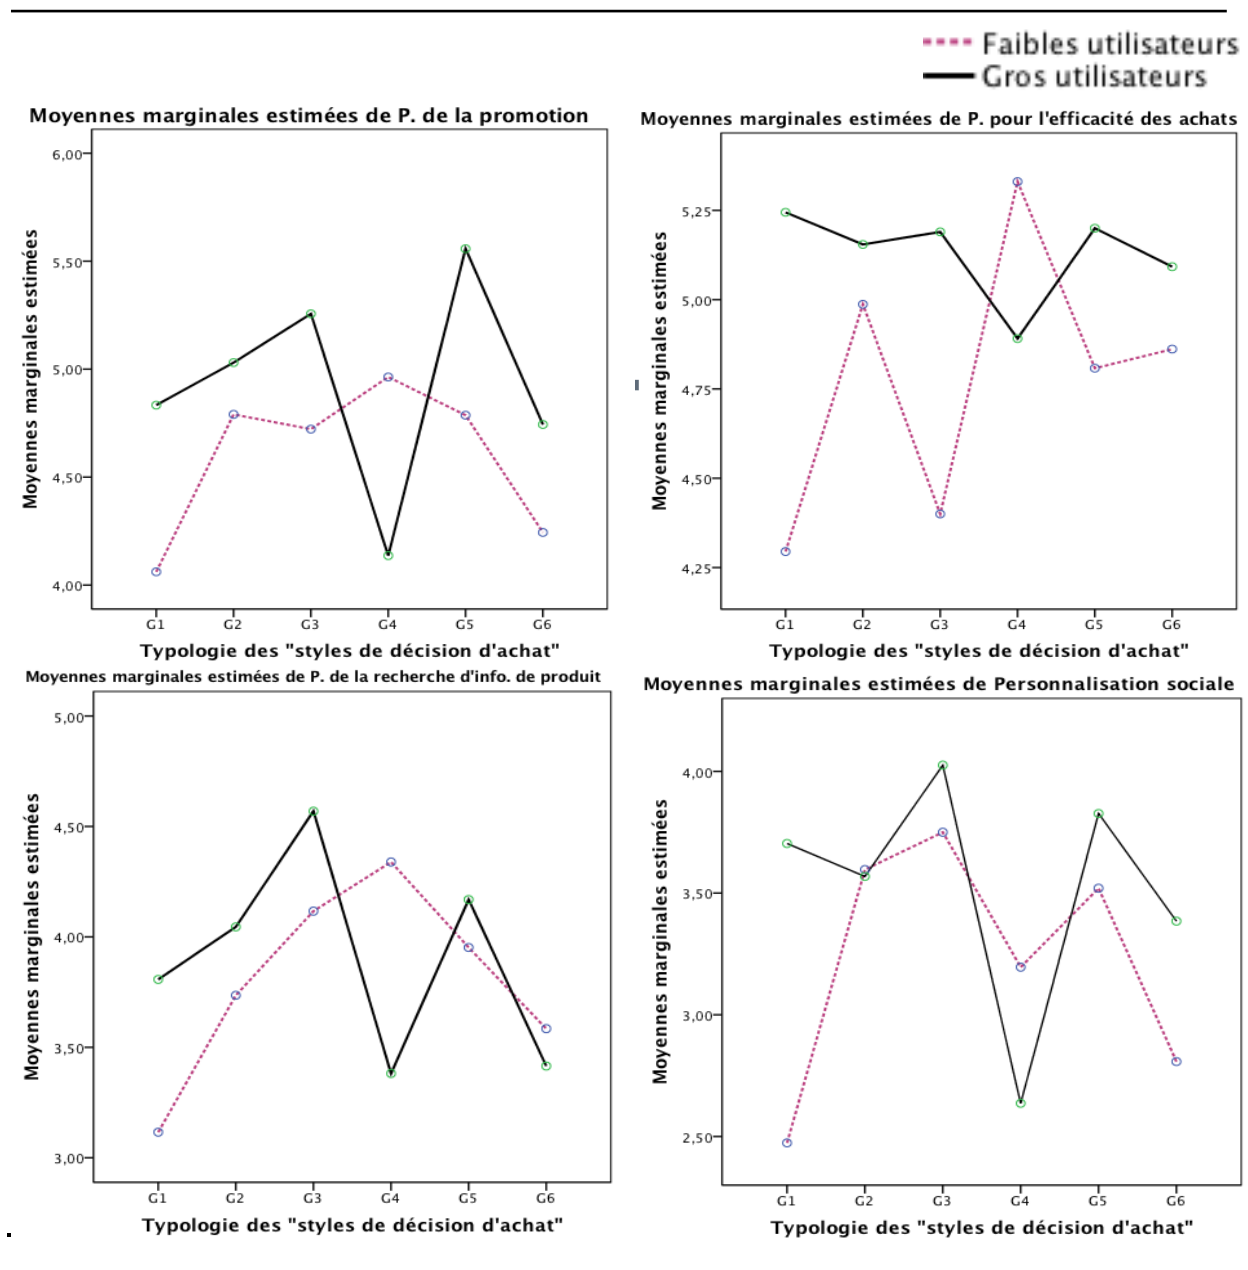 Faibles utilisateurs
Gros utilisateurs
Moyennes marginales estimées de P. de la promotion
Moyennes marginales estimées
6,00
5,50
5,00
4,50
4,00
G1 G2 G3 G4 G5 G6
Typologie des "styles de décision d'achat"
Moyennes marginales estimées de P. pour l'efficacité des achats
Moyennes marginales estimées
5,25
5,00
4,75
4,50
4,25
G1 G2 G3 G4 G5 G6
Typologie des "styles de décision d'achat"
Moyennes marginales estimées de P. de la recherche d'info. de produit
Moyennes marginales estimées
5,00
4,50
4,00
3,50
3,00
G1 G2 G3 G4 G5 G6
Typologie des "styles de décision d'achat"
Moyennes marginales estimées de Personnalisation sociale
Moyennes marginales estimées
4,00
3,50
3,00
2,50
G1 G2 G3 G4 G5 G6
Typologie des "styles de décision d'achat"